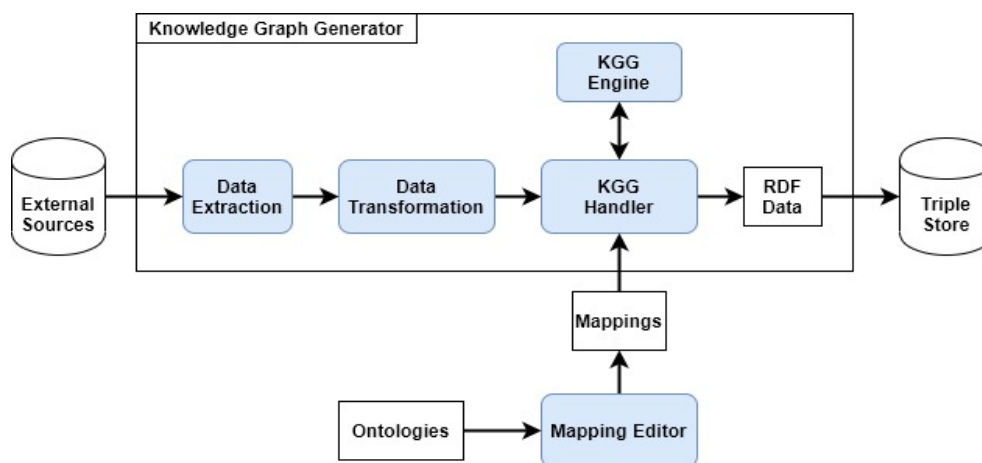 Knowledge Graph Generator
KGG
Engine
External
Sources
Data
Extraction
Data
Transformation
KGG
Handler
RDF
Data
Triple
Store
Mappings
Ontologies
Mapping Editor